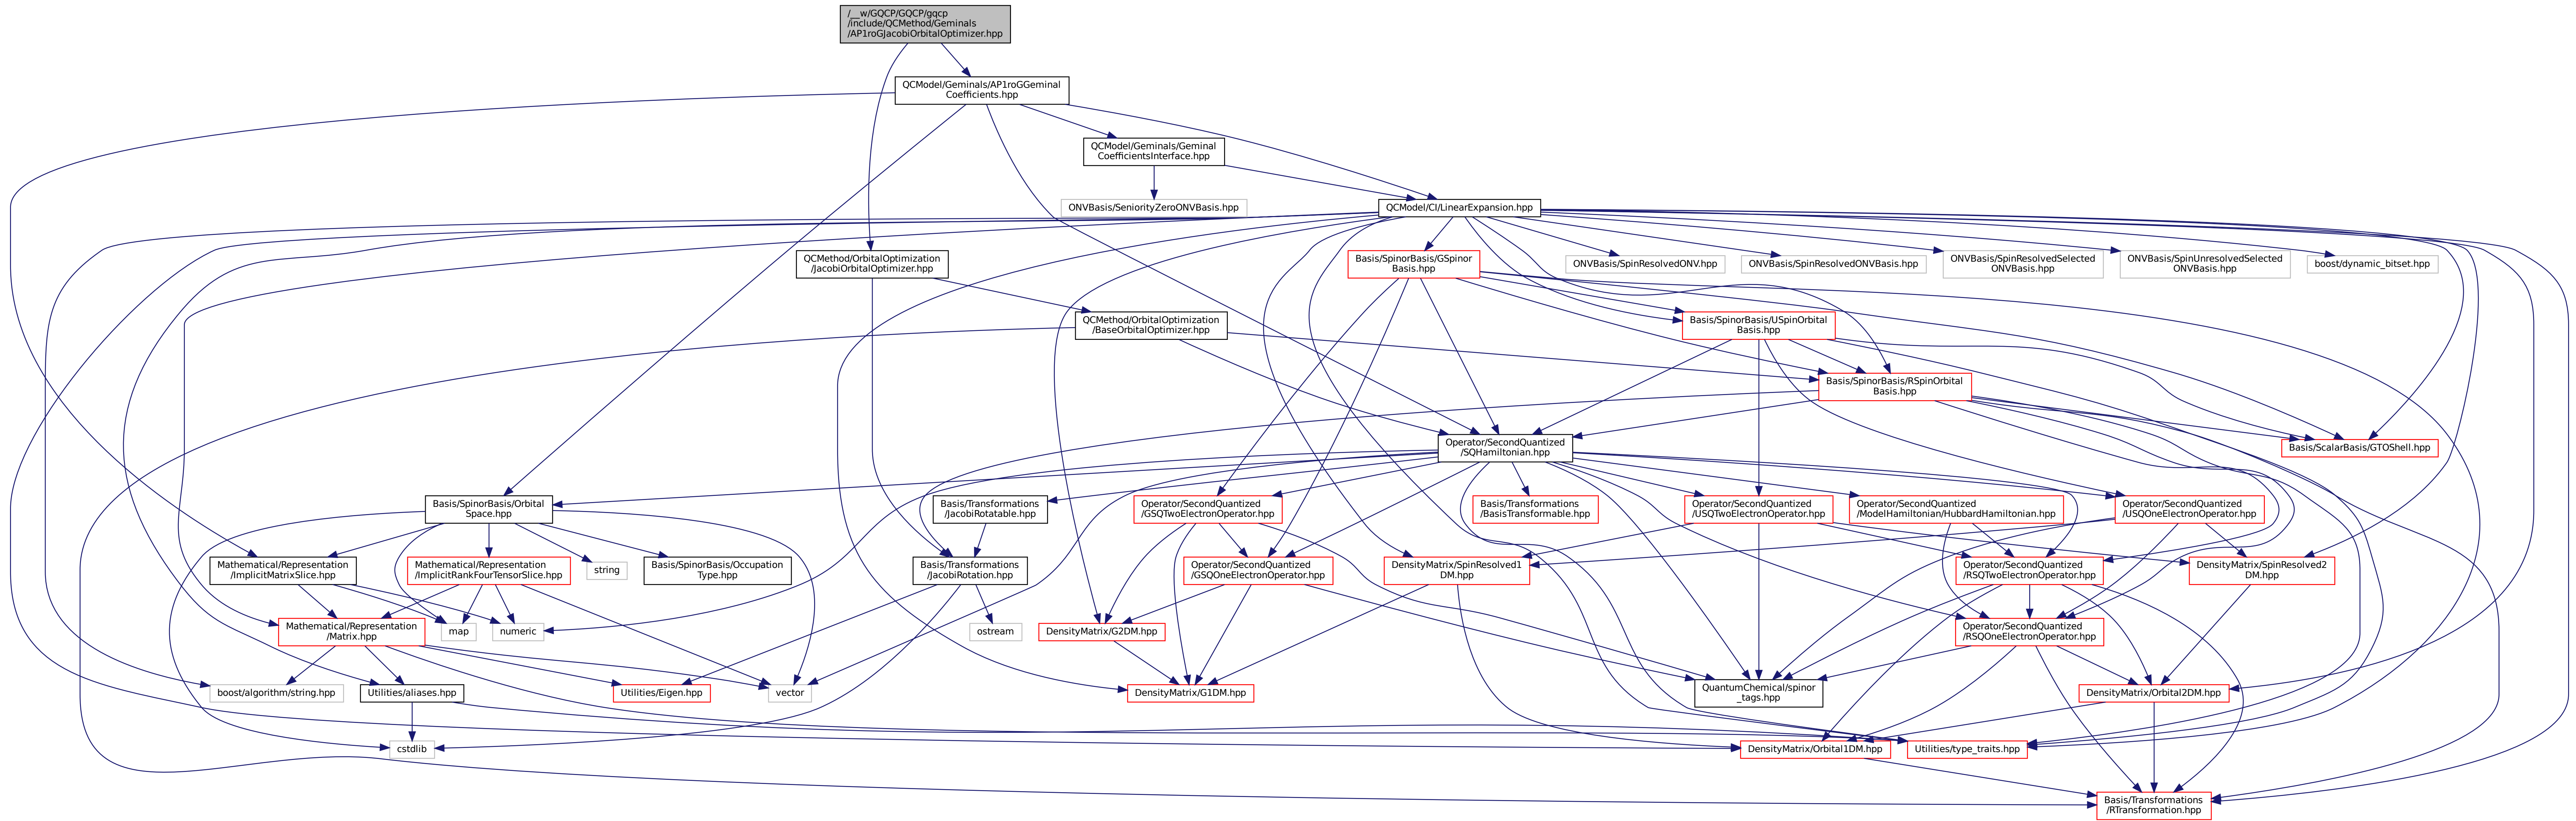 /__w/GQCP/GQCP/gqcp
/include/QCMethod/Geminals
/AP1roGJacobiOrbitalOptimizer.hpp
QCModel/Geminals/AP1roGGeminal
Coefficients.hpp
QCModel/Geminals/Geminal
CoefficientsInterface.hpp
ONVBasis/SeniorityZeroONVBasis.hpp
QCModel/CI/LinearExpansion.hpp
QCMethod/OrbitalOptimization
/JacobiOrbitalOptimizer.hpp
Basis/SpinorBasis/GSpinor
Basis.hpp
ONVBasis/SpinResolvedONV.hpp
ONVBasis/SpinResolvedONVBasis.hpp
ONVBasis/SpinResolvedSelected
ONVBasis.hpp
ONVBasis/SpinUnresolvedSelected
ONVBasis.hpp
boost/dynamic_bitset.hpp
QCMethod/OrbitalOptimization
/BaseOrbitalOptimizer.hpp
Basis/SpinorBasis/USpinOrbital
Basis.hpp
Basis/SpinorBasis/RSpinOrbital
Basis.hpp
Operator/SecondQuantized
/SQHamiltonian.hpp
Basis/ScalarBasis/GTOShell.hpp
Basis/SpinorBasis/Orbital
Space.hpp
Basis/Transformations
/JacobiRotatable.hpp
Operator/SecondQuantized
/GSQTwoElectronOperator.hpp
Basis/Transformations
/BasisTransformable.hpp
Operator/SecondQuantized
/USQTwoElectronOperator.hpp
Operator/SecondQuantized
/ModelHamiltonian/HubbardHamiltonian.hpp
Operator/SecondQuantized
/USQOneElectronOperator.hpp
Mathematical/Representation
/ImplicitMatrixSlice.hpp
Mathematical/Representation
/ImplicitRankFourTensorSlice.hpp
string
Basis/SpinorBasis/Occupation
Type.hpp
Basis/Transformations
/JacobiRotation.hpp
Operator/SecondQuantized
/GSQOneElectronOperator.hpp
DensityMatrix/SpinResolved1
DM.hpp
Operator/SecondQuantized
/RSQTwoElectronOperator.hpp
DensityMatrix/SpinResolved2
DM.hpp
Mathematical/Representation
/Matrix.hpp
map
numeric
ostream
DensityMatrix/G2DM.hpp
Operator/SecondQuantized
/RSQOneElectronOperator.hpp
boost/algorithm/string.hpp
Utilities/aliases.hpp
Utilities/Eigen.hpp
vector
DensityMatrix/G1DM.hpp
QuantumChemical/spinor
_tags.hpp
DensityMatrix/Orbital2DM.hpp
cstdlib
DensityMatrix/Orbital1DM.hpp
Utilities/type_traits.hpp
Basis/Transformations
/RTransformation.hpp